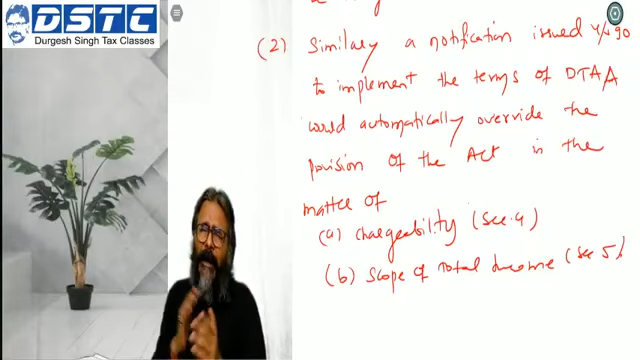 DSTC
Durgesh Singh Tax Classes
(2) Similary a notification issued u/s 90
to implement the terms of DTAA
would automatically override the
provision of the Act in the
matter of
(a) chargeability (Sec 4)
(b) Scope of Total Income (Sec 5)